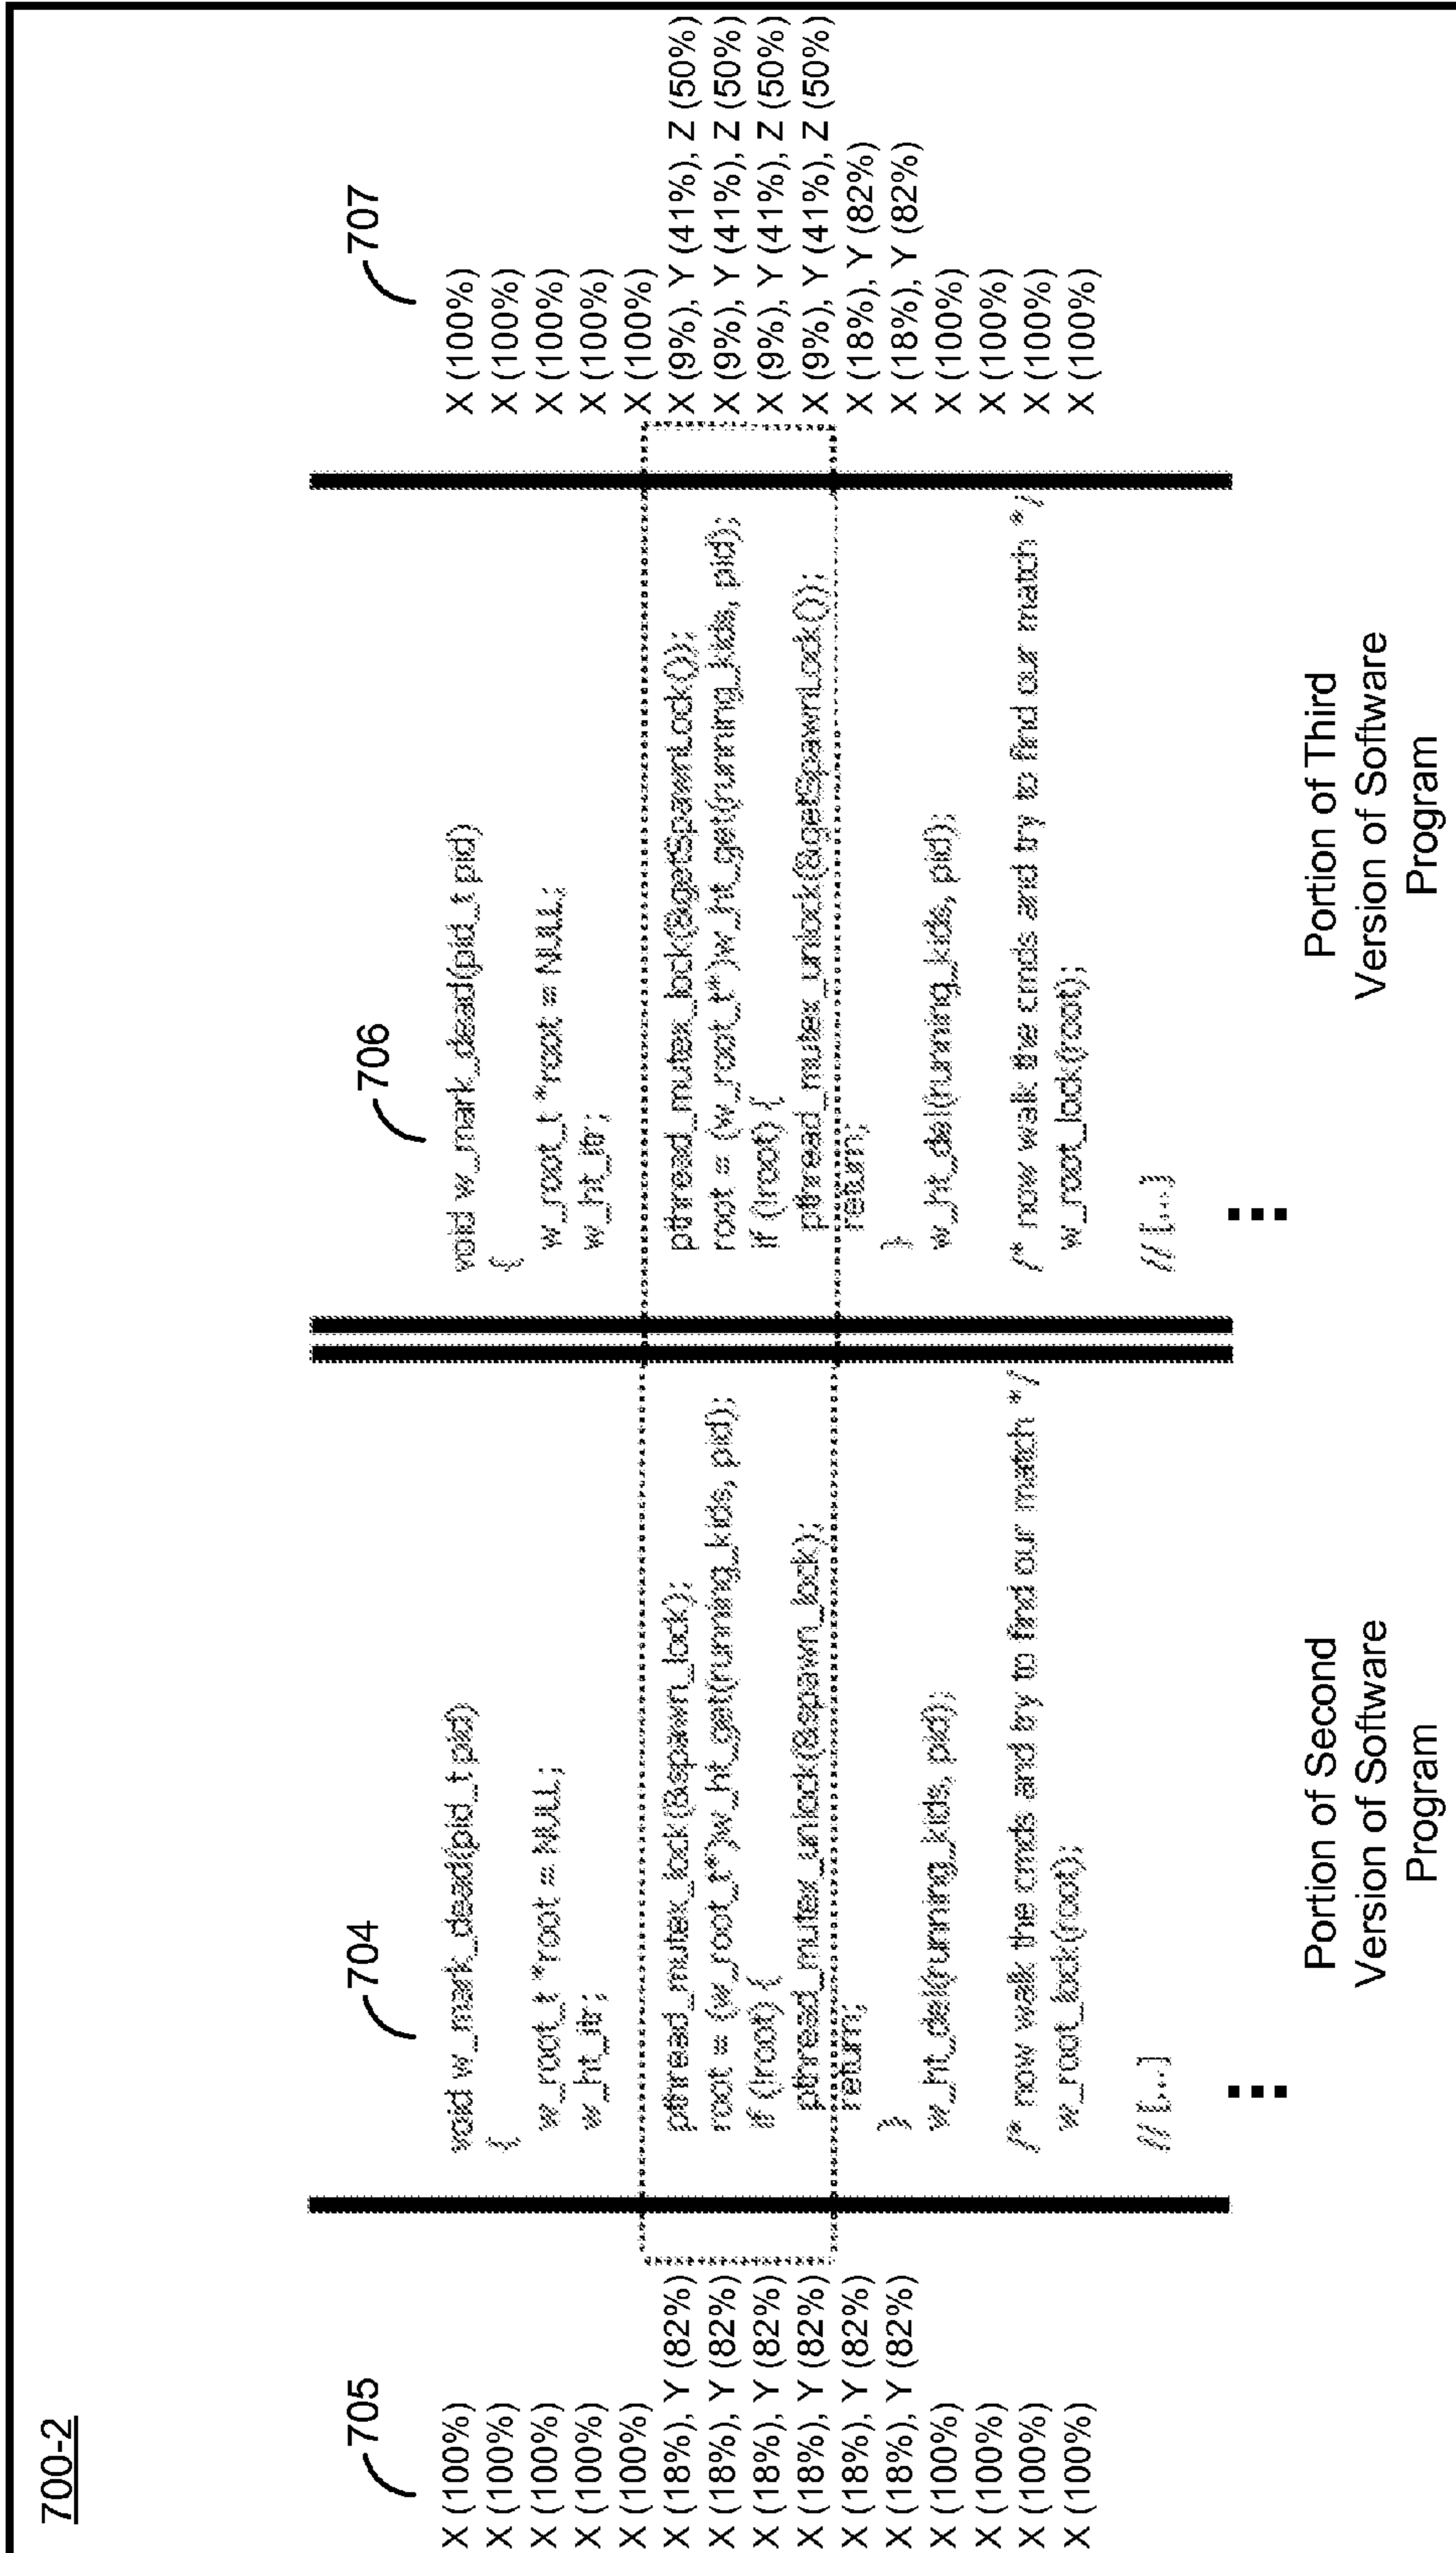 700-2
705
X (100%)
X (100%)
X (100%)
X (100%)
X (100%)
X (18%), Y (82%)
X (18%), Y (82%)
X (18%), Y (82%)
X (18%), Y (82%)
X (18%), Y (82%)
X (18%), Y (82%)
X (100%)
X (100%)
X (100%)
X (100%)
704
void w_mark_dead(pid_t pid)
{
w_root_t *root = NULL;
w_ht_itr;
pthread_mutex_lock(&spawn_lock);
root = (w_root_t*)w_ht_get(running_kids, pid);
if (!root) {
pthread_mutex_unlock(&spawn_lock);
return;
}
w_ht_del(running_kids, pid);
/* now walk the cmds and try to find our match */
w_root_lock(root);
// [...]
Portion of Second
Version of Software
Program
706
void w_mark_dead(pid_t pid)
{
w_root_t *root = NULL;
w_ht_itr;
pthread_mutex_lock(&getSpawnLock());
root = (w_root_t*)w_ht_get(running_kids, pid);
if (!root) {
pthread_mutex_unlock(&getSpawnLock());
return;
}
w_ht_del(running_kids, pid);
/* now walk the cmds and try to find our match */
w_root_lock(root);
// [...]
Portion of Third
Version of Software
Program
707
X (100%)
X (100%)
X (100%)
X (100%)
X (100%)
X (9%), Y (41%), Z (50%)
X (9%), Y (41%), Z (50%)
X (9%), Y (41%), Z (50%)
X (9%), Y (41%), Z (50%)
X (18%), Y (82%)
X (18%), Y (82%)
X (100%)
X (100%)
X (100%)
X (100%)